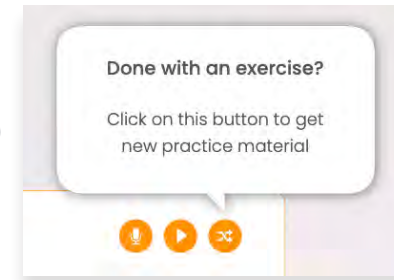 Done with an exercise?
Click on this button to get
new practice material